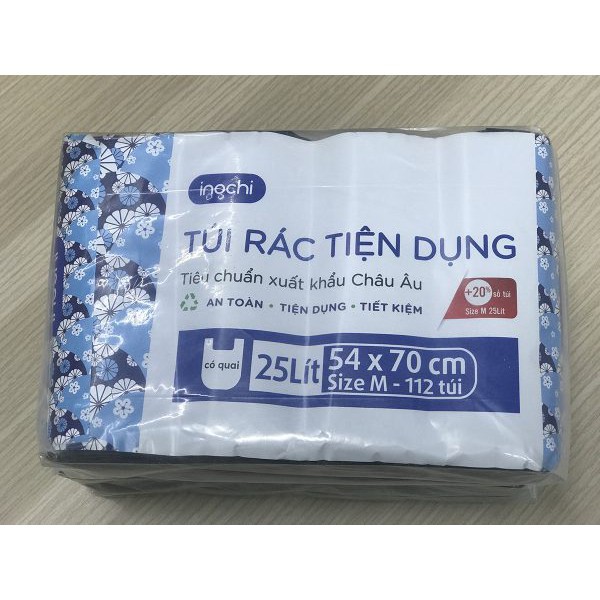 inochi
TÚI RÁC TIỆN DỤNG
Tiêu chuẩn xuất khẩu Châu Âu
AN TOÀN • TIỆN DỤNG • TIẾT KIỆM
+20% số túi
Size M 25Lít
có quai
25Lít
54 x 70 cm
Size M - 112 túi